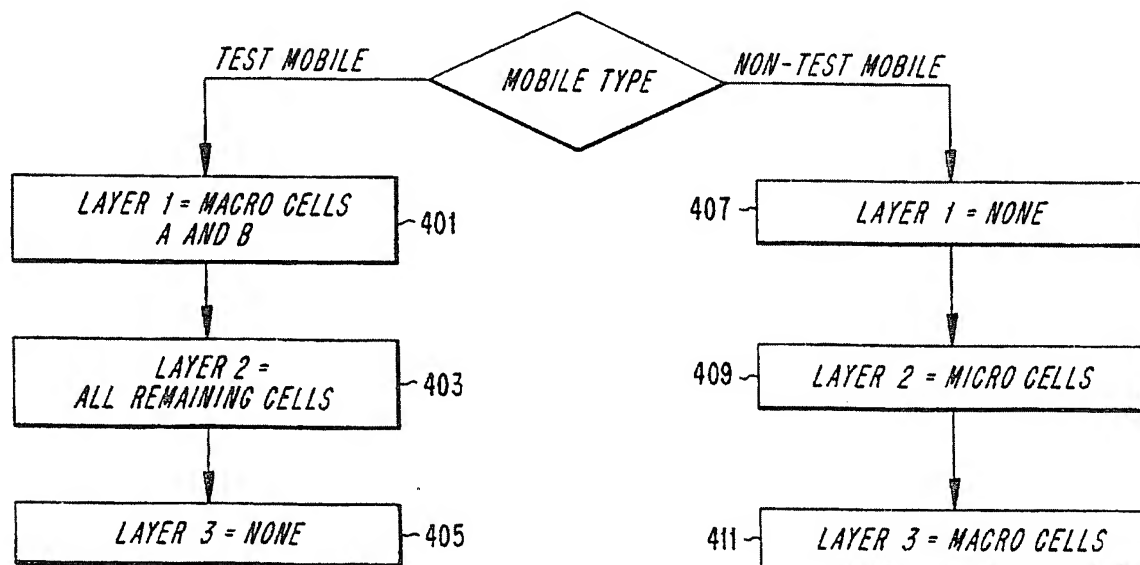 MOBILE TYPE
TEST MOBILE
NON-TEST MOBILE
LAYER 1 = MACRO CELLS
A AND B
401
LAYER 2 =
ALL REMAINING CELLS
403
LAYER 3 = NONE
405
407
LAYER 1 = NONE
409
LAYER 2 = MICRO CELLS
411
LAYER 3 = MACRO CELLS